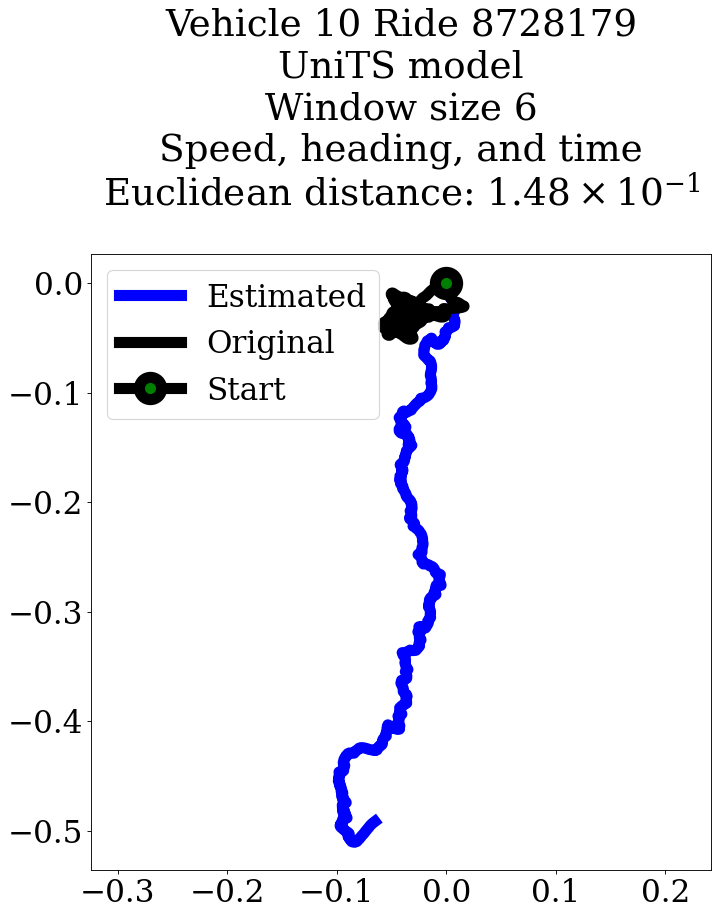 Vehicle 10 Ride 8728179
UniTS model
Window size 6
Speed, heading, and time
Euclidean distance: 1.48 × 10⁻¹
Estimated
Original
Start
0.0
−0.1
−0.2
−0.3
−0.4
−0.5
−0.3 −0.2 −0.1 0.0 0.1 0.2